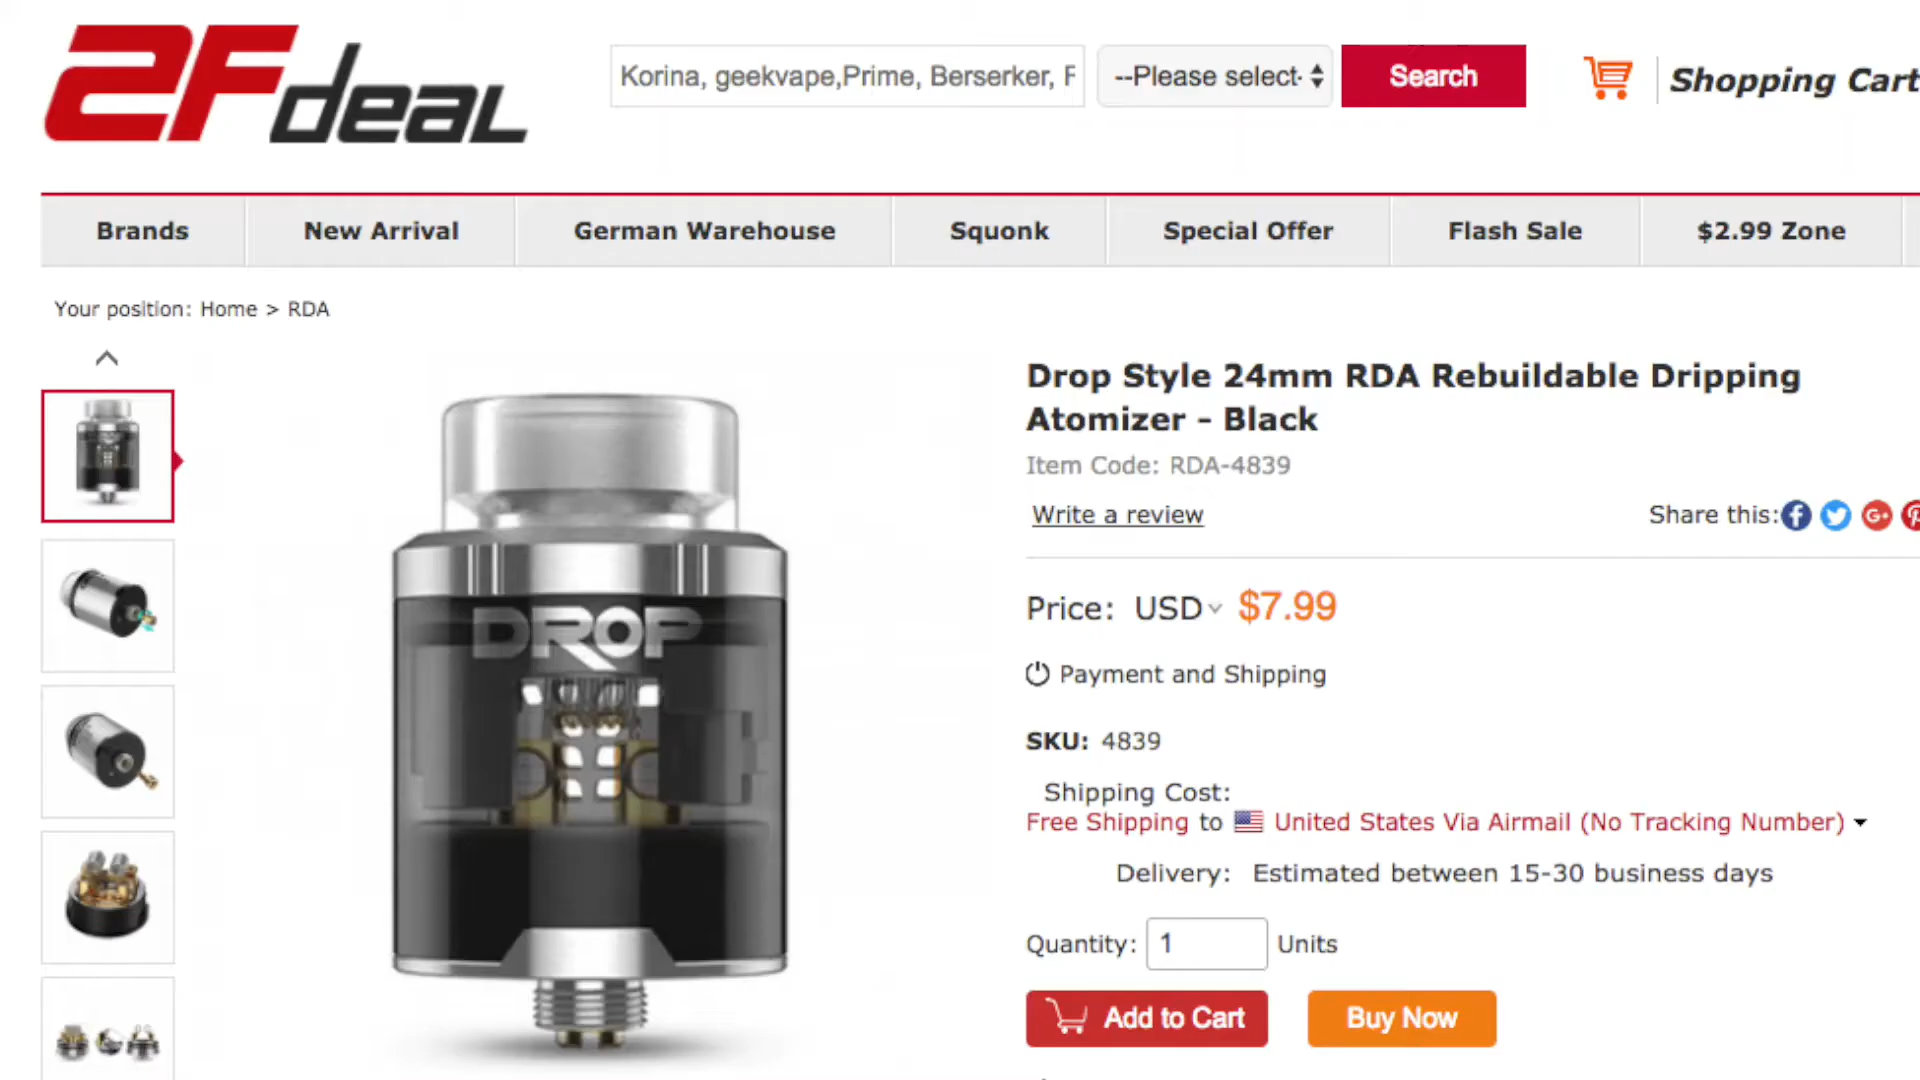 2Fdeal
Korina, geekvape,Prime, Berserker, F
--Please select-
Search
Shopping Cart
Brands
New Arrival
German Warehouse
Squonk
Special Offer
Flash Sale
$2.99 Zone
Your position: Home > RDA
Drop Style 24mm RDA Rebuildable Dripping
Atomizer - Black
Item Code: RDA-4839
Write a review
Share this:
DROP
Price: USD $7.99
Payment and Shipping
SKU: 4839
Shipping Cost:
Free Shipping to United States Via Airmail (No Tracking Number)
Delivery: Estimated between 15-30 business days
Quantity: 1 Units
Add to Cart
Buy Now